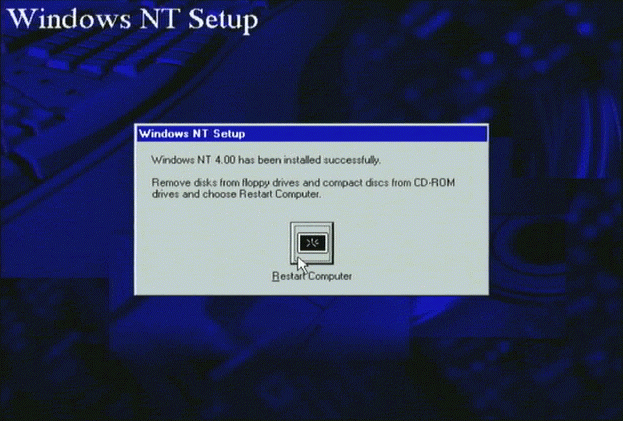 Windows NT Setup
Windows NT Setup
Windows NT 4.00 has been installed successfully.
Remove disks from floppy drives and compact discs from CD-ROM
drives and choose Restart Computer.
Restart Computer